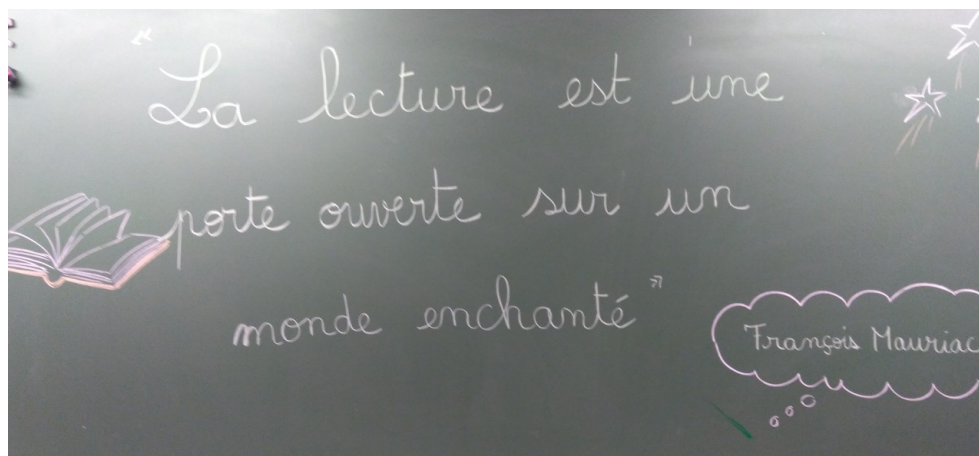 « La lecture est une
porte ouverte sur un
monde enchanté »
François Mauriac